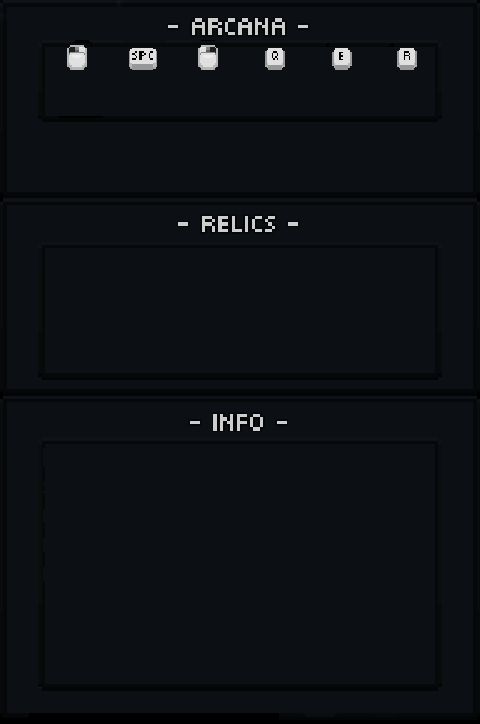 - ARCANA -
SPC Q E R
- RELICS -
- INFO -